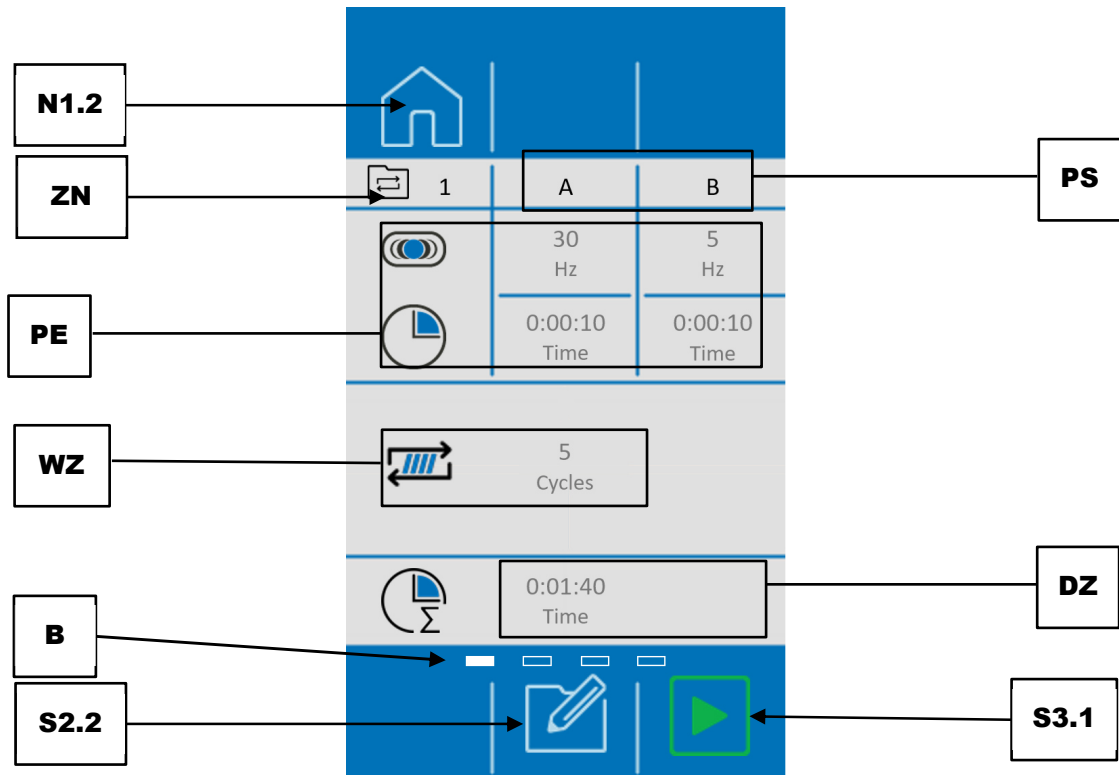 N1.2
ZN
1 A B
PS
30 5
Hz Hz
PE
0:00:10 0:00:10
Time Time
WZ
5
Cycles
0:01:40
Time
DZ
B
S2.2
S3.1
Σ